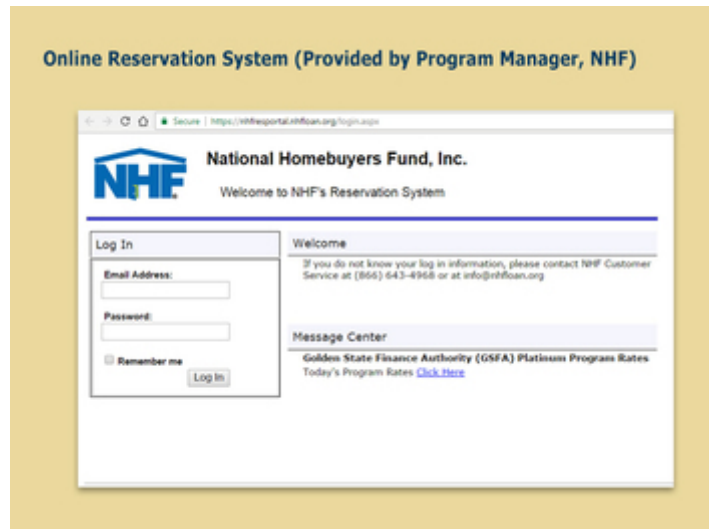 Online Reservation System (Provided by Program Manager, NHF)
Secure | https://nhfresportal.nhfloan.org/login.aspx
NHF
National Homebuyers Fund, Inc.
Welcome to NHF's Reservation System
Log In
Email Address:
Password:
Remember me
Log In
Welcome
If you do not know your log in information, please contact NHF Customer
Service at (866) 643-4968 or at info@nhfloan.org
Message Center
Golden State Finance Authority (GSFA) Platinum Program Rates
Today's Program Rates Click Here